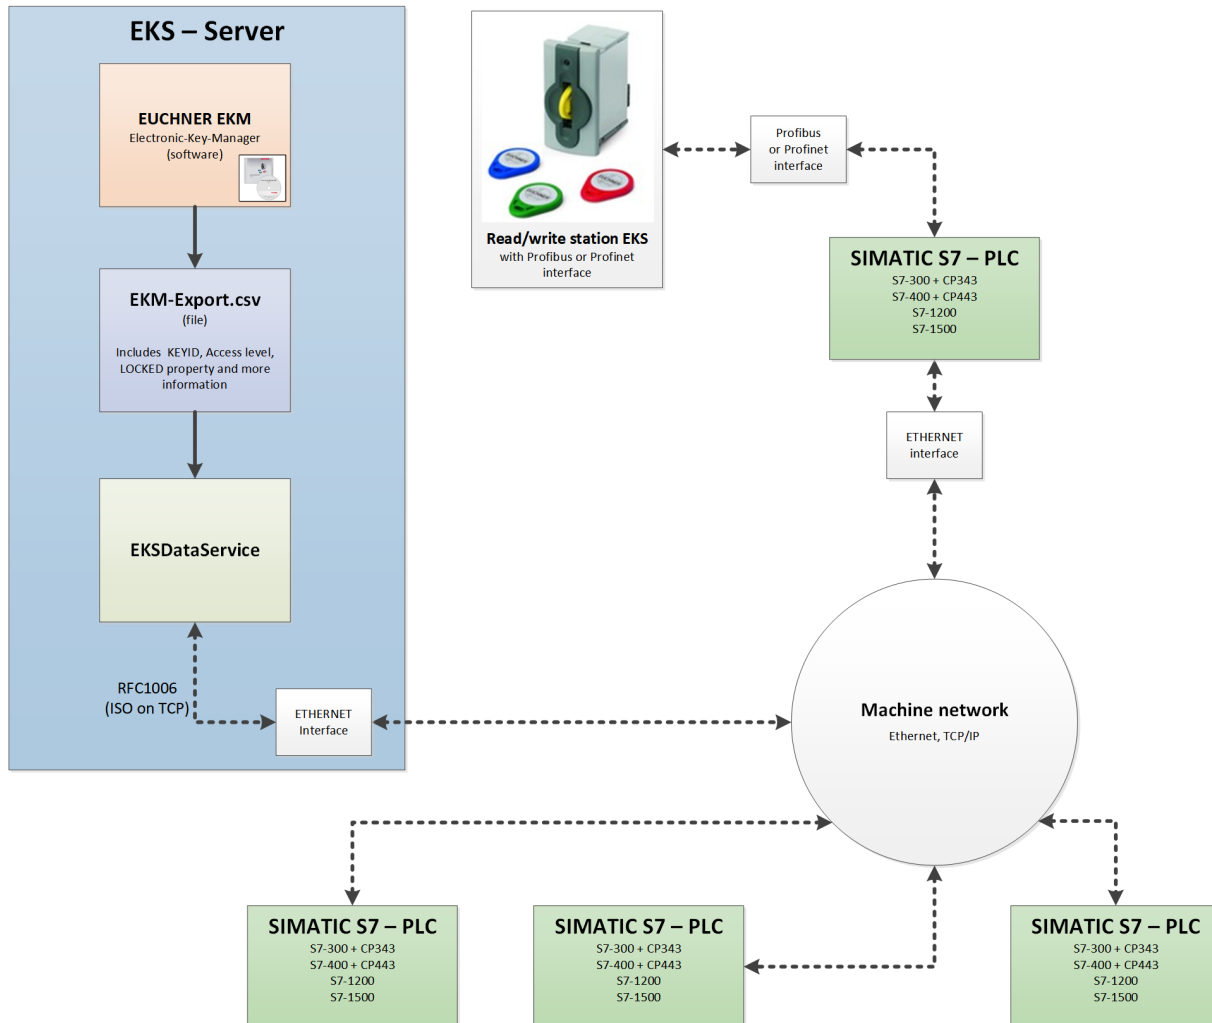 EKS – Server
EUCHNER EKM
Electronic-Key-Manager
(software)
EKM-Export.csv
(file)
Includes  KEYID, Access level,
LOCKED property and more
information
EKSDataService
RFC1006
(ISO on TCP)
ETHERNET
Interface
EUCHNER
EUCHNER
EUCHNER
Read/write station EKS
with Profibus or Profinet
interface
Profibus
or Profinet
interface
SIMATIC S7 – PLC
S7-300 + CP343
S7-400 + CP443
S7-1200
S7-1500
ETHERNET
interface
Machine network
Ethernet, TCP/IP
SIMATIC S7 – PLC
S7-300 + CP343
S7-400 + CP443
S7-1200
S7-1500
SIMATIC S7 – PLC
S7-300 + CP343
S7-400 + CP443
S7-1200
S7-1500
SIMATIC S7 – PLC
S7-300 + CP343
S7-400 + CP443
S7-1200
S7-1500